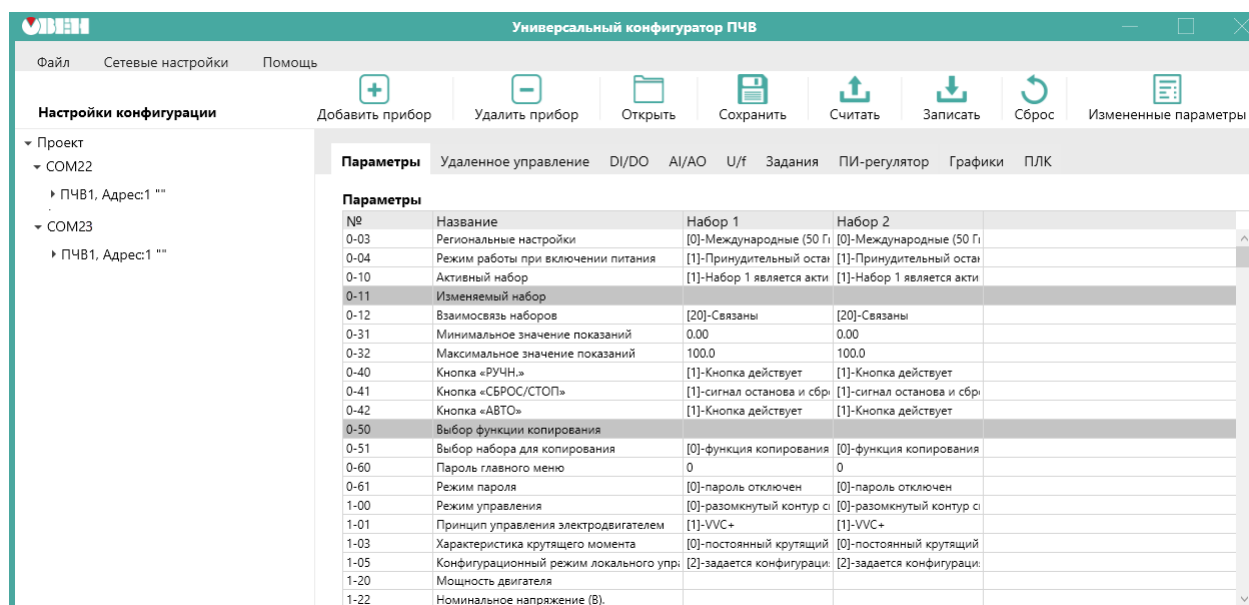 ОВЕН Универсальный конфигуратор ПЧВ
Файл Сетевые настройки Помощь
Настройки конфигурации Добавить прибор Удалить прибор Открыть Сохранить Считать Записать Сброс Измененные параметры
Проект
COM22
ПЧВ1, Адрес:1 ""
COM23
ПЧВ1, Адрес:1 ""
Параметры Удаленное управление DI/DO AI/AO U/f Задания ПИ-регулятор Графики ПЛК
Параметры
№ Название Набор 1 Набор 2
0-03 Региональные настройки [0]-Международные (50 Г [0]-Международные (50 Г
0-04 Режим работы при включении питания [1]-Принудительный остан [1]-Принудительный остан
0-10 Активный набор [1]-Набор 1 является акти [1]-Набор 1 является акти
0-11 Изменяемый набор
0-12 Взаимосвязь наборов [20]-Связаны [20]-Связаны
0-31 Минимальное значение показаний 0.00 0.00
0-32 Максимальное значение показаний 100.0 100.0
0-40 Кнопка «РУЧН.» [1]-Кнопка действует [1]-Кнопка действует
0-41 Кнопка «СБРОС/СТОП» [1]-сигнал останова и сбр [1]-сигнал останова и сбр
0-42 Кнопка «АВТО» [1]-Кнопка действует [1]-Кнопка действует
0-50 Выбор функции копирования
0-51 Выбор набора для копирования [0]-функция копирования [0]-функция копирования
0-60 Пароль главного меню 0 0
0-61 Режим пароля [0]-пароль отключен [0]-пароль отключен
1-00 Режим управления [0]-разомкнутый контур с [0]-разомкнутый контур с
1-01 Принцип управления электродвигателем [1]-VVC+ [1]-VVC+
1-03 Характеристика крутящего момента [0]-постоянный крутящий [0]-постоянный крутящий
1-05 Конфигурационный режим локального упра [2]-задается конфигураци [2]-задается конфигураци
1-20 Мощность двигателя
1-22 Номинальное напряжение (В).